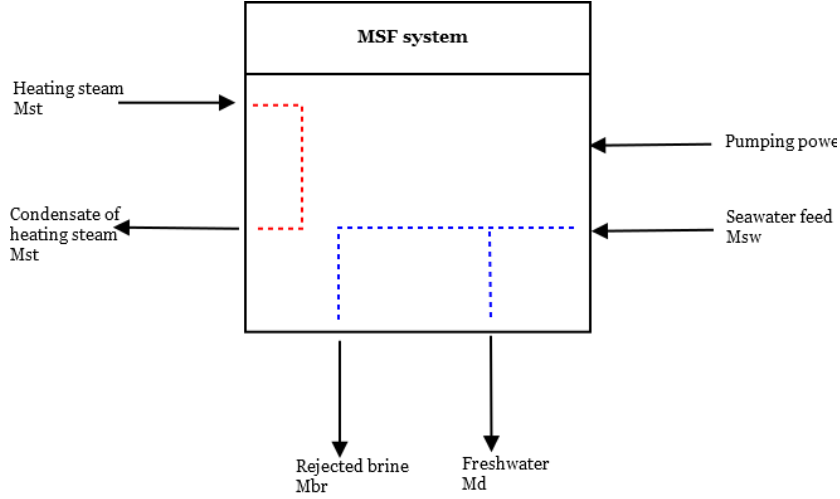 MSF system
Heating steam
Mst
Pumping powe
Condensate of
heating steam
Mst
Seawater feed
Msw
Rejected brine
Mbr
Freshwater
Md